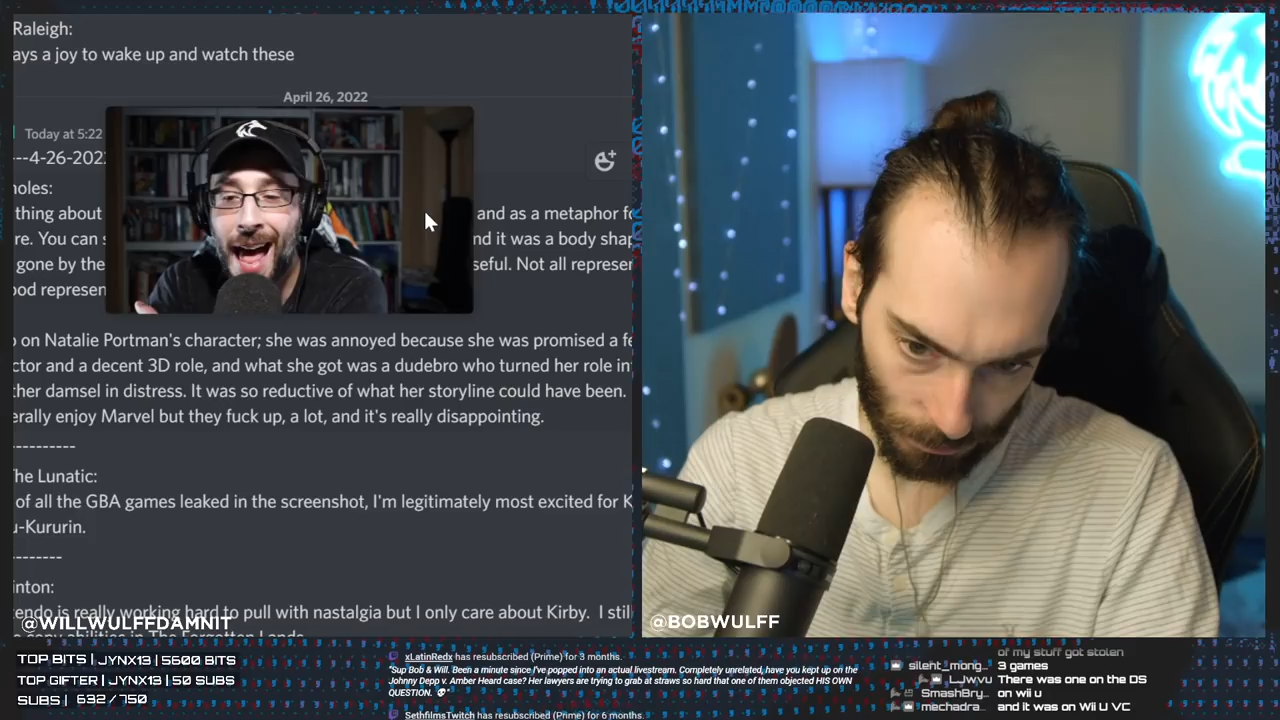 Raleigh:
ays a joy to wake up and watch these
April 26, 2022
Today at 5:22
--4-26-202
holes:
thing about
and as a metaphor fo
re. You can s
nd it was a body shap
gone by the
seful. Not all represen
ood represen
o on Natalie Portman's character; she was annoyed because she was promised a fe
ctor and a decent 3D role, and what she got was a dudebro who turned her role in
ther damsel in distress. It was so reductive of what her storyline could have been.
erally enjoy Marvel but they fuck up, a lot, and it's really disappointing.
----------
The Lunatic:
of all the GBA games leaked in the screenshot, I'm legitimately most excited for K
u-Kururin.
--------
inton:
tendo is really working hard to pull with nastalgia but I only care about Kirby. I stil
copy abilities in The Forgotten Lands
@WILLWULFFDAMNIT
@BOBWULFF
TOP BITS | JYNX13 | 5600 BITS
TOP GIFTER | JYNX13 | 50 SUBS
SUBS | 632/750
xLatinRedx has resubscribed (Prime) for 3 months.
"Sup Bob & Will. Been a minute since I've popped into an actual livestream. Completely unrelated, have you kept up on the
Johnny Depp v. Amber Heard case? Her lawyers are trying to grab at straws so hard that one of them objected HIS OWN
QUESTION.
SethfilmsTwitch has resubscribed (Prime) for 6 months.
of my stuff got stolen
silent_mong... 3 games
LJwvu There was one on the DS
SmashBry... on wii u
mechadra... and it was on Wii U VC